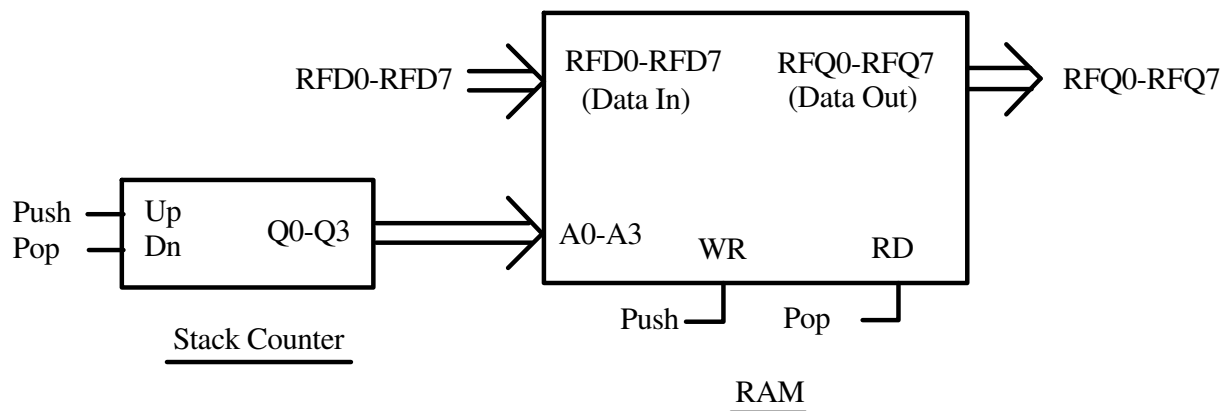 RFD0-RFD7
RFD0-RFD7
(Data In)
RFQ0-RFQ7
(Data Out)
RFQ0-RFQ7
Push
Pop
Up
Dn
Q0-Q3
A0-A3
WR
RD
Push
Pop
Stack Counter
RAM